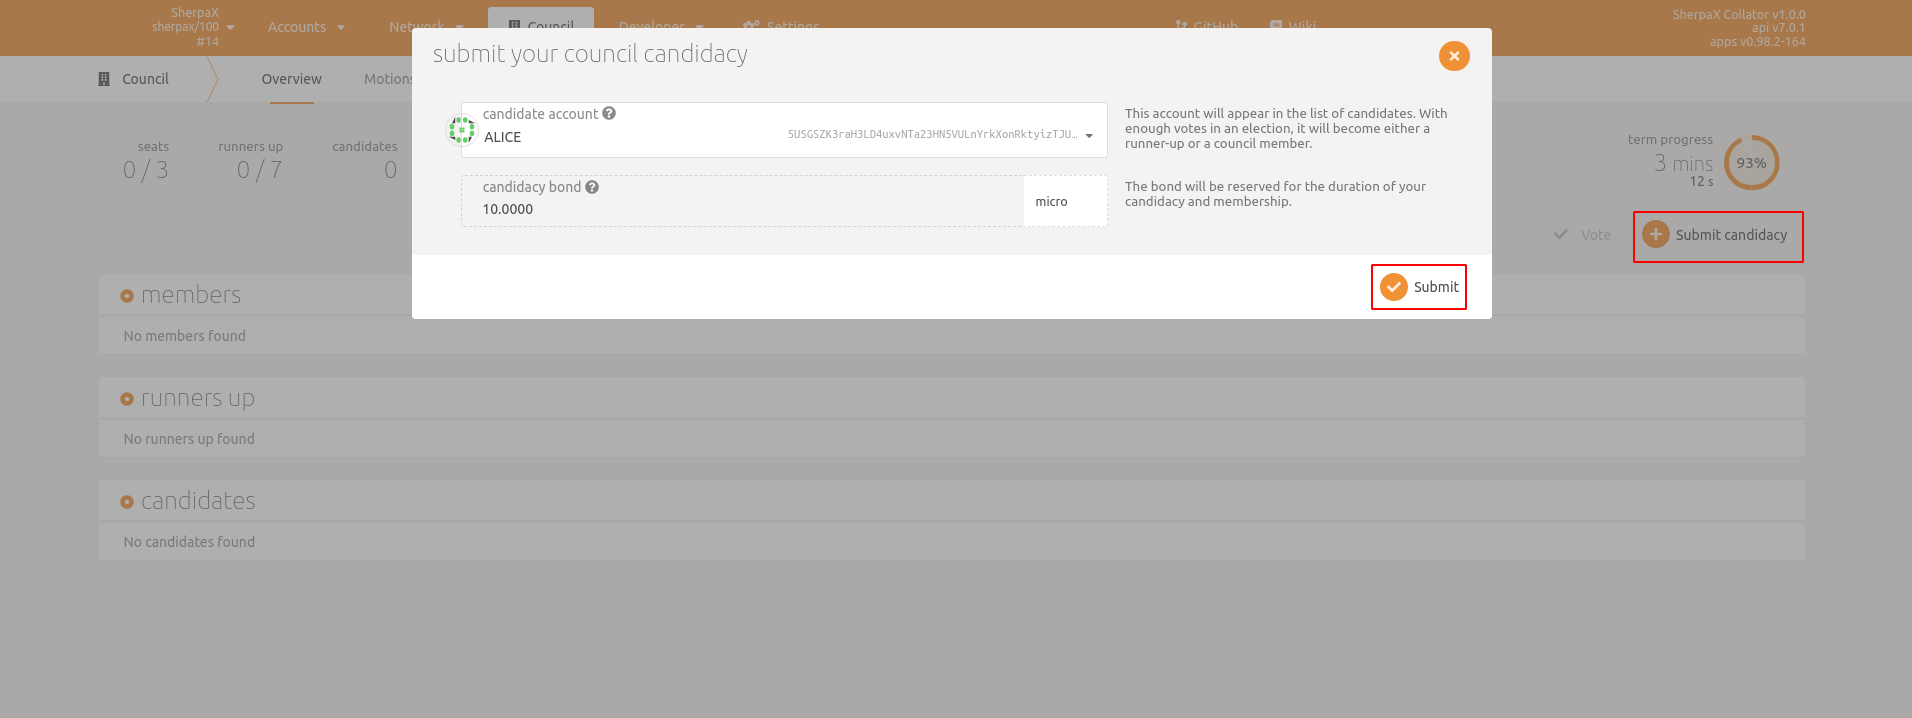 SherpaX
sherpax/100
#14
Accounts
Network
Council
Developer
Settings
GitHub
Wiki
SherpaX Collator v1.0.0
api v7.0.1
apps v0.98.2-164
submit your council candidacy
Council
Overview
Motions
candidate account
ALICE
5USGSZK3raH3LD4uxvNTa23HN5VULnYrkXonRktyizTJU…
This account will appear in the list of candidates. With
enough votes in an election, it will become either a
runner-up or a council member.
seats
0 / 3
runners up
0 / 7
candidates
0
term progress
3 mins
12 s
93%
candidacy bond
10.0000
micro
The bond will be reserved for the duration of your
candidacy and membership.
Vote
Submit candidacy
Submit
members
No members found
runners up
No runners up found
candidates
No candidates found